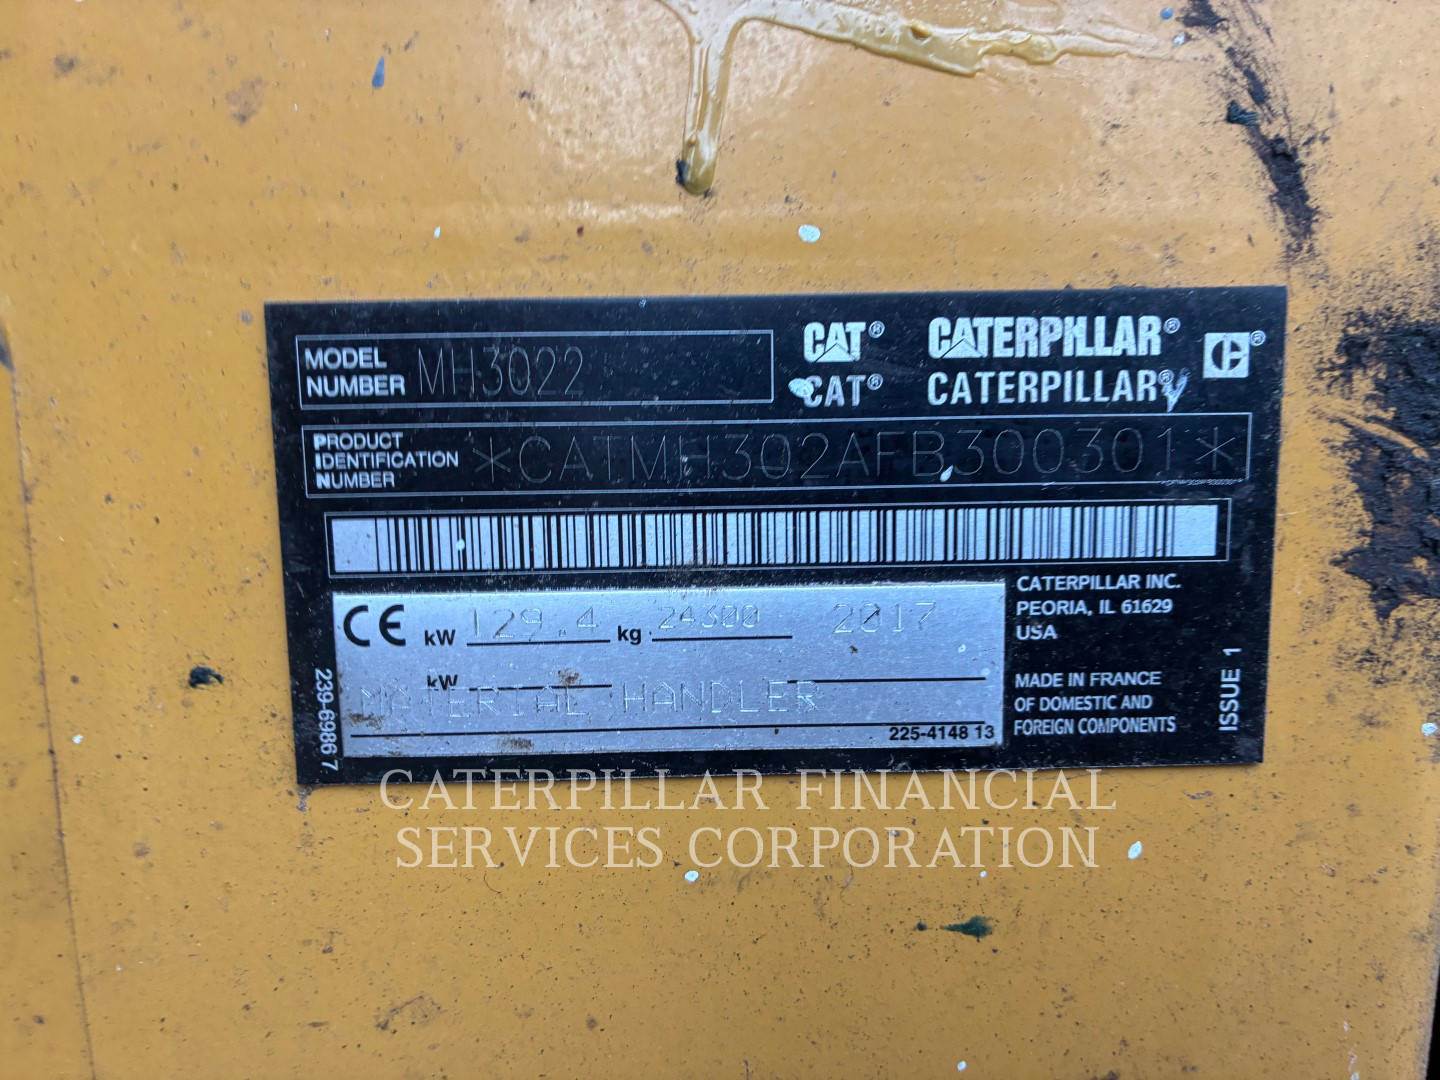 MODEL NUMBER MH3022
CAT® CATERPILLAR®
CAT® CATERPILLAR®
PRODUCT IDENTIFICATION NUMBER *CATMH302AFB300301*
CE kW 129.4 kg 24300 2017
kW
MATERIAL HANDLER
225-4148 13
239-6986 7
CATERPILLAR INC.
PEORIA, IL 61629
USA
MADE IN FRANCE
OF DOMESTIC AND
FOREIGN COMPONENTS
ISSUE 1
CATERPILLAR FINANCIAL
SERVICES CORPORATION